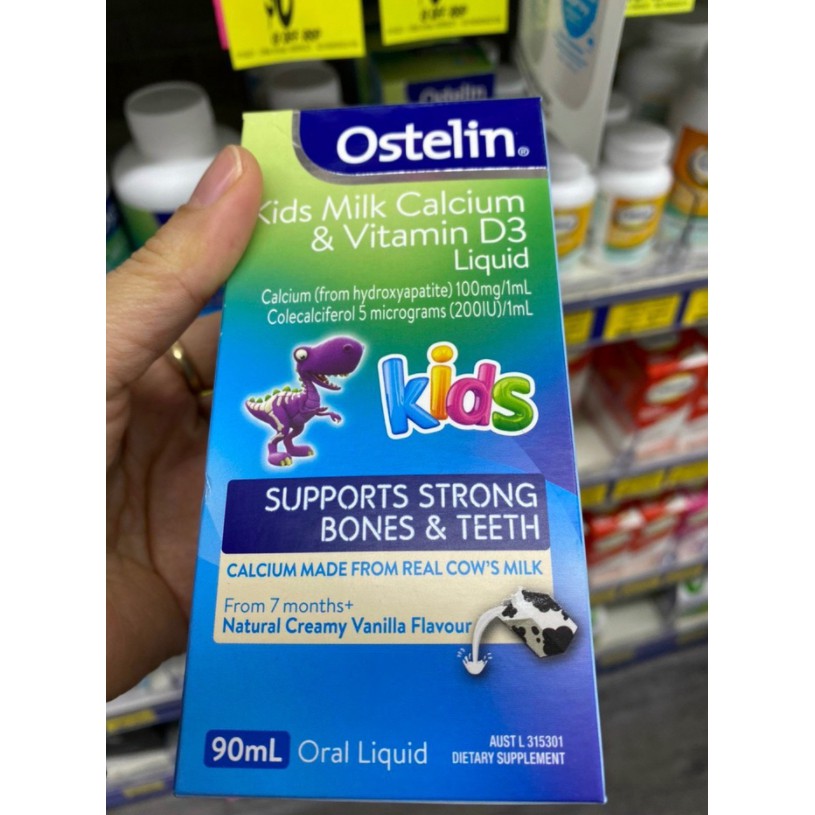 Ostelin®
Kids Milk Calcium
& Vitamin D3
Liquid
Calcium (from hydroxyapatite) 100mg/1mL
Colecalciferol 5 micrograms (200IU)/1mL
kids
SUPPORTS STRONG
BONES & TEETH
CALCIUM MADE FROM REAL COW'S MILK
From 7 months+
Natural Creamy Vanilla Flavour
90mL Oral Liquid
AUST L 315301
DIETARY SUPPLEMENT